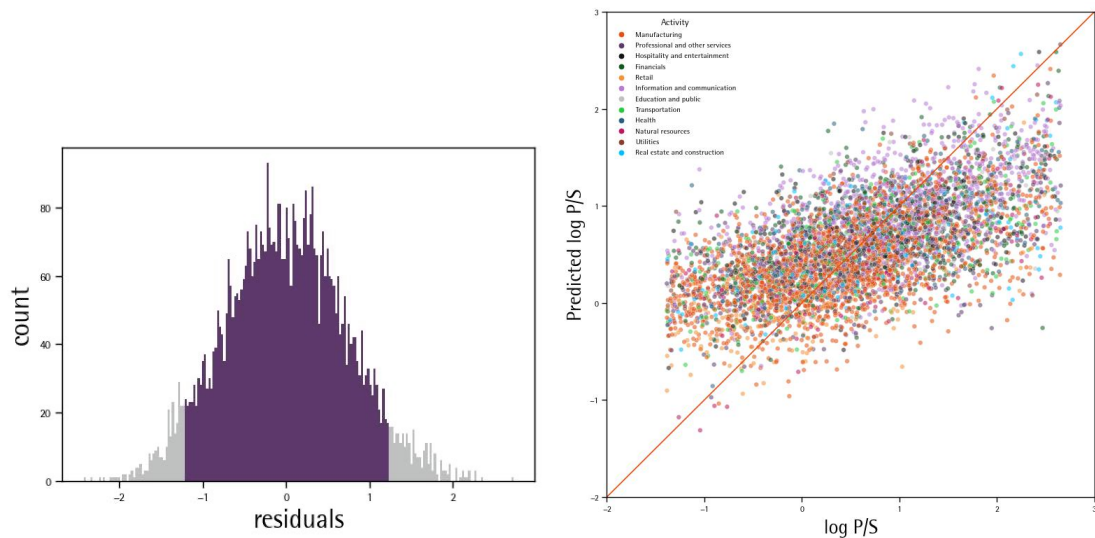 count
80
60
40
20
0
−2
−1
0
1
2
residuals
Predicted log P/S
3
2
1
0
−1
−2
Activity
Manufacturing
Professional and other services
Hospitality and entertainment
Financials
Retail
Information and communication
Education and public
Transportation
Health
Natural resources
Utilities
Real estate and construction
−2
−1
0
1
2
3
log P/S